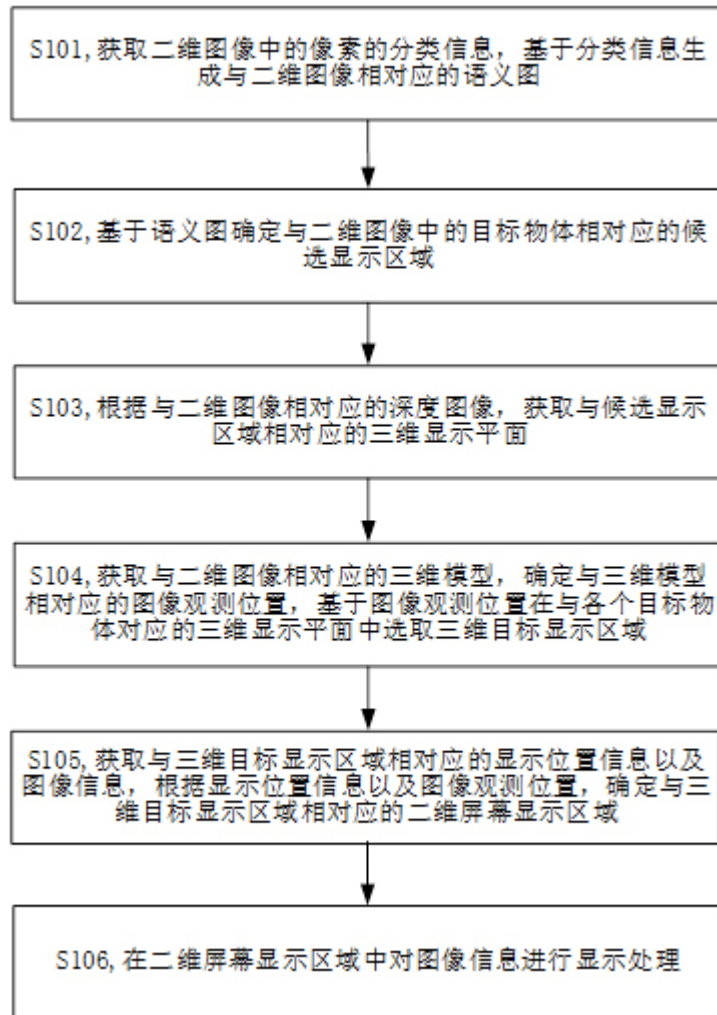 S101,获取二维图像中的像素的分类信息，基于分类信息生
成与二维图像相对应的语义图
S102,基于语义图确定与二维图像中的目标物体相对应的候
选显示区域
S103,根据与二维图像相对应的深度图像，获取与候选显示
区域相对应的三维显示平面
S104,获取与二维图像相对应的三维模型，确定与三维模型
相对应的图像观测位置，基于图像观测位置在与各个目标物
体对应的三维显示平面中选取三维目标显示区域
S105，获取与三维目标显示区域相对应的显示位置信息以及
图像信息，根据显示位置信息以及图像观测位置，确定与三
维目标显示区域相对应的二维屏幕显示区域
S106,在二维屏幕显示区域中对图像信息进行显示处理